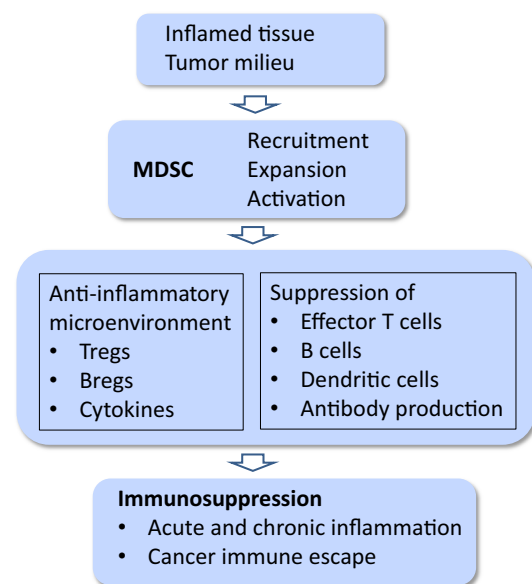 Inflamed tissue
Tumor milieu
MDSC
Recruitment
Expansion
Activation
Anti-inflammatory
microenvironment
• Tregs
• Bregs
• Cytokines
Suppression of
• Effector T cells
• B cells
• Dendritic cells
• Antibody production
Immunosuppression
• Acute and chronic inflammation
• Cancer immune escape